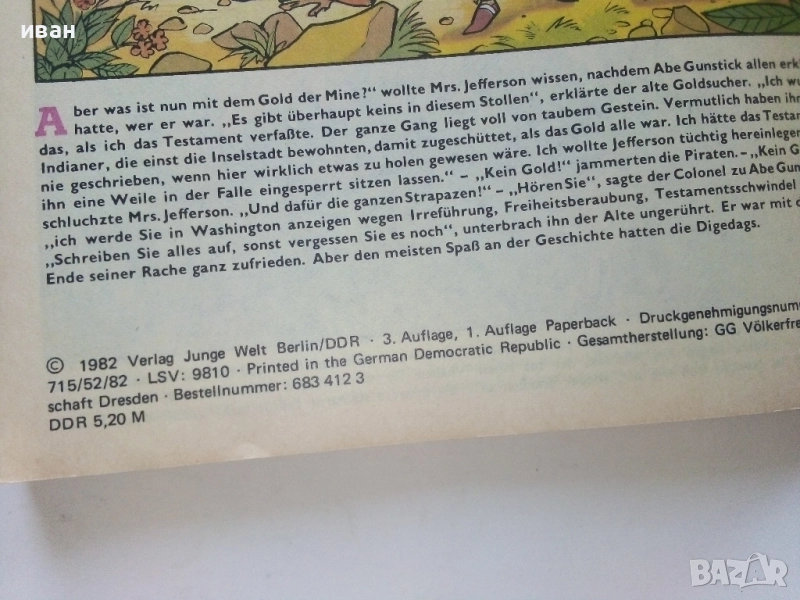 иван
Aber was ist nun mit dem Gold der Mine?“ wollte Mrs. Jefferson wissen, nachdem Abe Gunstick allen erkl
hatte, wer er war. „Es gibt überhaupt keins in diesem Stollen“, erklärte der alte Goldsucher. „Ich wu
das, als ich das Testament verfaßte. Der ganze Gang liegt voll von taubem Gestein. Vermutlich haben ihn
Indianer, die einst die Inselstadt bewohnten, damit zugeschüttet, als das Gold alle war. Ich hätte das Testa
nie geschrieben, wenn hier wirklich etwas zu holen gewesen wäre. Ich wollte Jefferson tüchtig hereinlege
ihn eine Weile in der Falle eingesperrt sitzen lassen.“ – „Kein Gold!“ jammerten die Piraten. – „Kein G
schluchzte Mrs. Jefferson. „Und dafür die ganzen Strapazen!“ – „Hören Sie“, sagte der Colonel zu Abe Gun
„ich werde Sie in Washington anzeigen wegen Irreführung, Freiheitsberaubung, Testamentsschwindel
„Schreiben Sie alles auf, sonst vergessen Sie es noch“, unterbrach ihn der Alte ungerührt. Er war mit d
Ende seiner Rache ganz zufrieden. Aber den meisten Spaß an der Geschichte hatten die Digedags.
© 1982 Verlag Junge Welt Berlin/DDR · 3. Auflage, 1. Auflage Paperback · Druckgenehmigungsnum
715/52/82 · LSV: 9810 · Printed in the German Democratic Republic · Gesamtherstellung: GG Völkerfre
schaft Dresden · Bestellnummer: 683 412 3
DDR 5,20 M
BAZAR